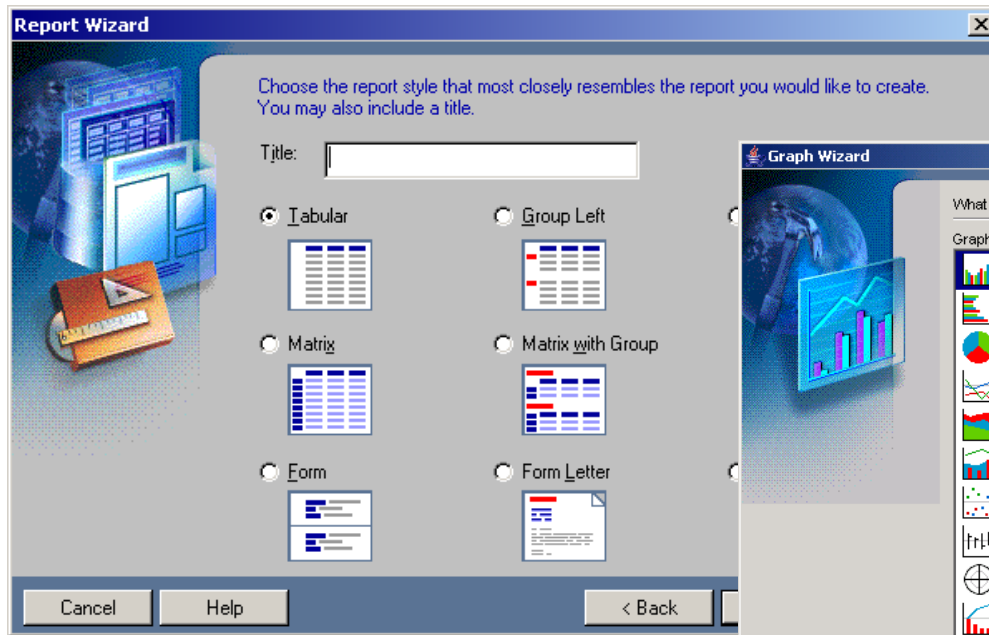 Report Wizard
Choose the report style that most closely resembles the report you would like to create.
You may also include a title.
Title:
Graph Wizard
What
Graph
Tabular
Group Left
Matrix
Matrix with Group
Form
Form Letter
Cancel
Help
< Back